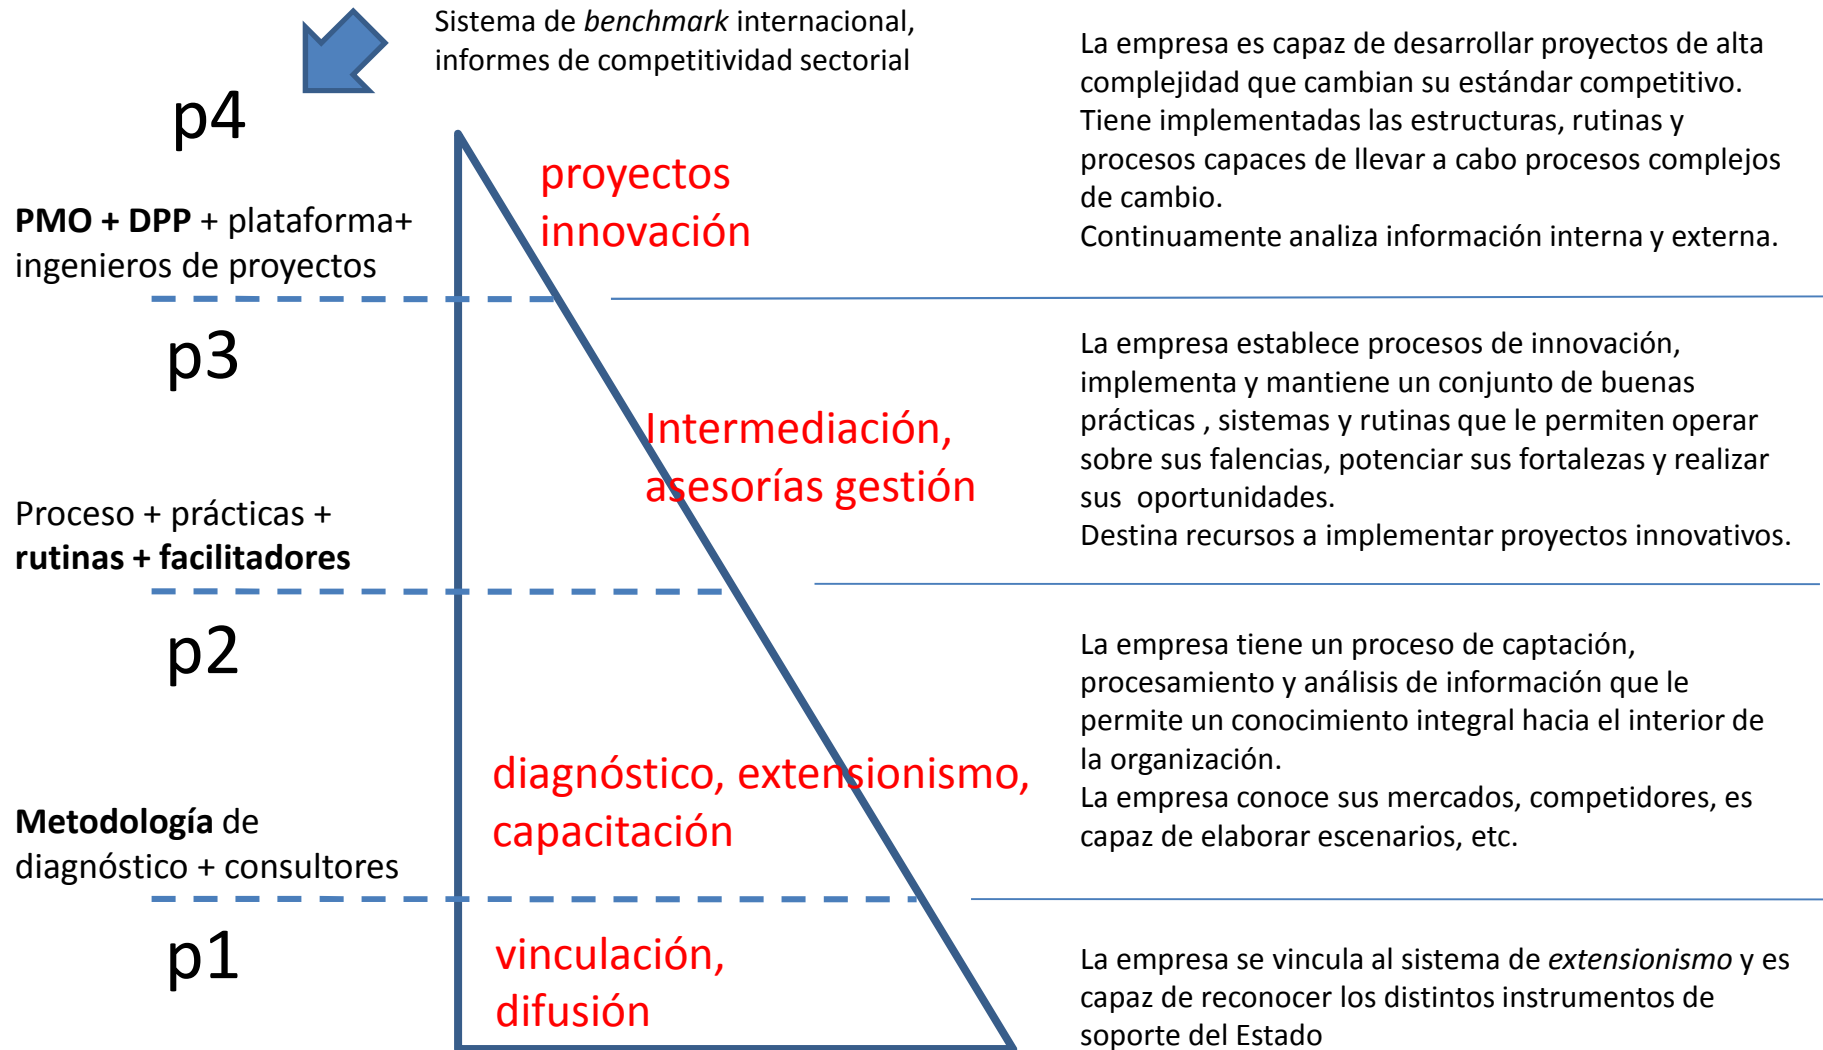 Sistema de benchmark internacional,
informes de competitividad sectorial
p4
PMO + DPP + plataforma+
ingenieros de proyectos
proyectos
innovación
La empresa es capaz de desarrollar proyectos de alta
complejidad que cambian su estándar competitivo.
Tiene implementadas las estructuras, rutinas y
procesos capaces de llevar a cabo procesos complejos
de cambio.
Continuamente analiza información interna y externa.
p3
Proceso + prácticas +
rutinas + facilitadores
Intermediación,
asesorías gestión
La empresa establece procesos de innovación,
implementa y mantiene un conjunto de buenas
prácticas , sistemas y rutinas que le permiten operar
sobre sus falencias, potenciar sus fortalezas y realizar
sus  oportunidades.
Destina recursos a implementar proyectos innovativos.
p2
Metodología de
diagnóstico + consultores
diagnóstico, extensionismo,
capacitación
La empresa tiene un proceso de captación,
procesamiento y análisis de información que le
permite un conocimiento integral hacia el interior de
la organización.
La empresa conoce sus mercados, competidores, es
capaz de elaborar escenarios, etc.
p1
vinculación,
difusión
La empresa se vincula al sistema de extensionismo y es
capaz de reconocer los distintos instrumentos de
soporte del Estado